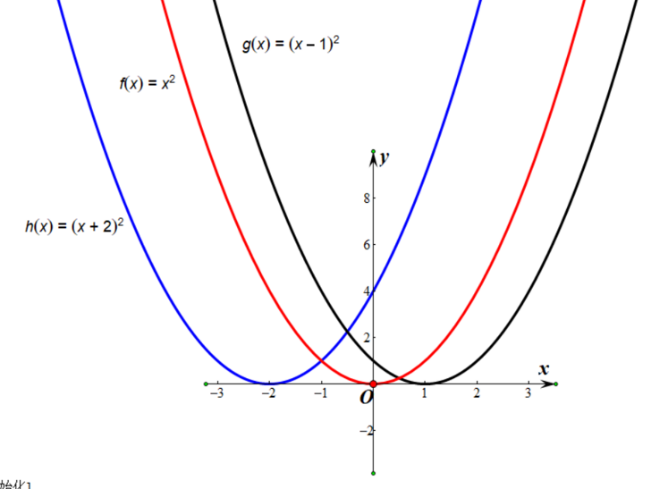 g(x) = (x − 1)²
f(x) = x²
y
8
6
h(x) = (x + 2)²
4
2
x
−3 −2 −1 O 1 2 3
−2